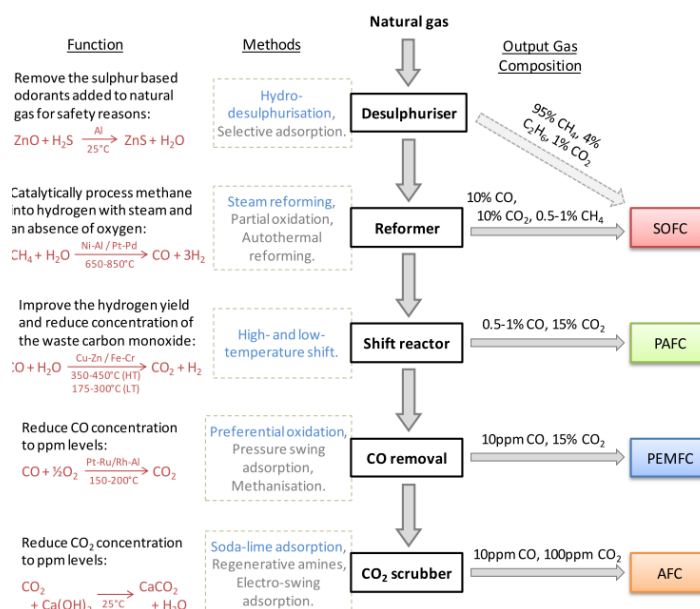 Natural gas
Function
Methods
Output Gas
Composition
Remove the sulphur based
odorants added to natural
gas for safety reasons:
ZnO + H₂S Al 25°C ZnS + H₂O
Hydro-
desulphurisation,
Selective adsorption.
Desulphuriser
95% CH₄, 4%
C₂H₆, 1% CO₂
Catalytically process methane
into hydrogen with steam and
an absence of oxygen:
CH₄ + H₂O Ni-Al / Pt-Pd 650-850°C CO + 3H₂
Steam reforming,
Partial oxidation,
Autothermal
reforming.
Reformer
10% CO,
10% CO₂, 0.5-1% CH₄
SOFC
Improve the hydrogen yield
and reduce concentration of
the waste carbon monoxide:
CO + H₂O Cu-Zn / Fe-Cr 350-450°C (HT) 175-300°C (LT) CO₂ + H₂
High- and low-
temperature shift.
Shift reactor
0.5-1% CO, 15% CO₂
PAFC
Reduce CO concentration
to ppm levels:
CO + ½O₂ Pt-Ru/Rh-Al 150-200°C CO₂
Preferential oxidation,
Pressure swing
adsorption,
Methanisation.
CO removal
10ppm CO, 15% CO₂
PEMFC
Reduce CO₂ concentration
to ppm levels:
CO₂ + Ca(OH)₂ 25°C CaCO₂ + H₂O
Soda-lime adsorption,
Regenerative amines,
Electro-swing
adsorption.
CO₂ scrubber
10ppm CO, 100ppm CO₂
AFC